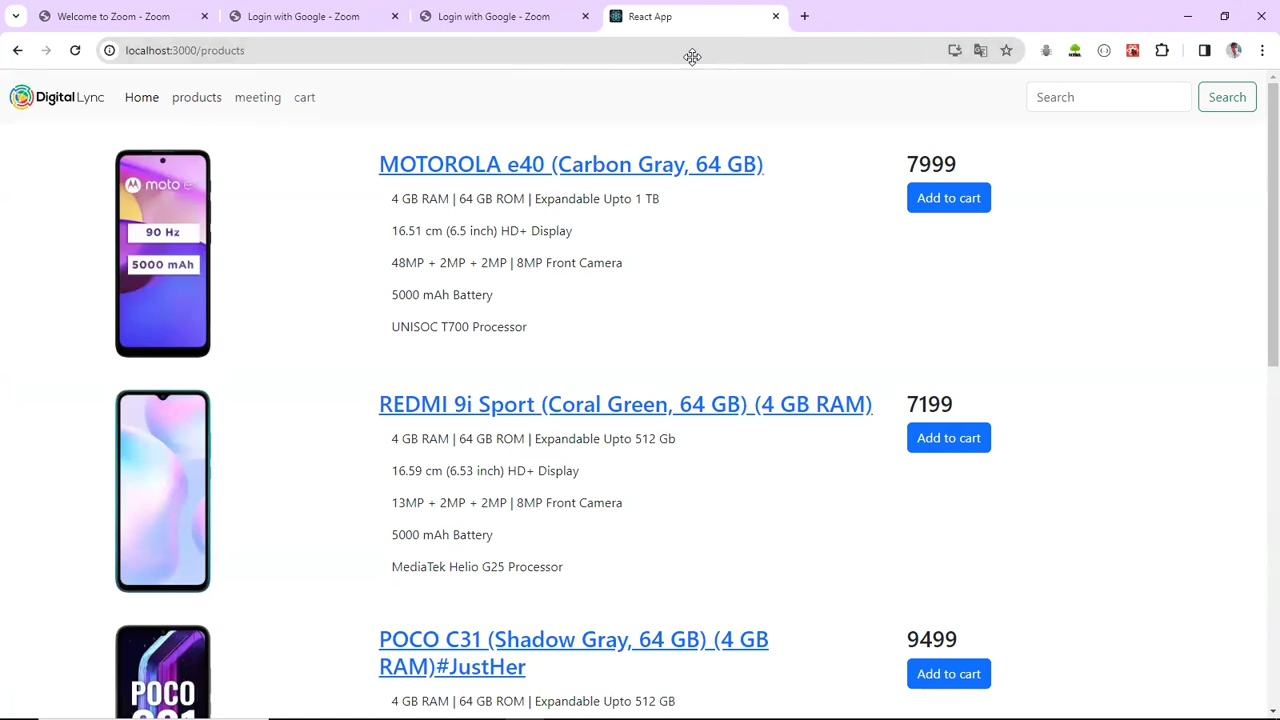 Welcome to Zoom - Zoom
Login with Google - Zoom
Login with Google - Zoom
React App
localhost:3000/products
Digital Lync
Home
products
meeting
cart
Search
Search
moto e
90 Hz
5000 mAh
MOTOROLA e40 (Carbon Gray, 64 GB)
4 GB RAM | 64 GB ROM | Expandable Upto 1 TB
16.51 cm (6.5 inch) HD+ Display
48MP + 2MP + 2MP | 8MP Front Camera
5000 mAh Battery
UNISOC T700 Processor
7999
Add to cart
REDMI 9i Sport (Coral Green, 64 GB) (4 GB RAM)
4 GB RAM | 64 GB ROM | Expandable Upto 512 Gb
16.59 cm (6.53 inch) HD+ Display
13MP + 2MP + 2MP | 8MP Front Camera
5000 mAh Battery
MediaTek Helio G25 Processor
7199
Add to cart
POCO
C31
POCO C31 (Shadow Gray, 64 GB) (4 GB
RAM)#JustHer
4 GB RAM | 64 GB ROM | Expandable Upto 512 GB
9499
Add to cart